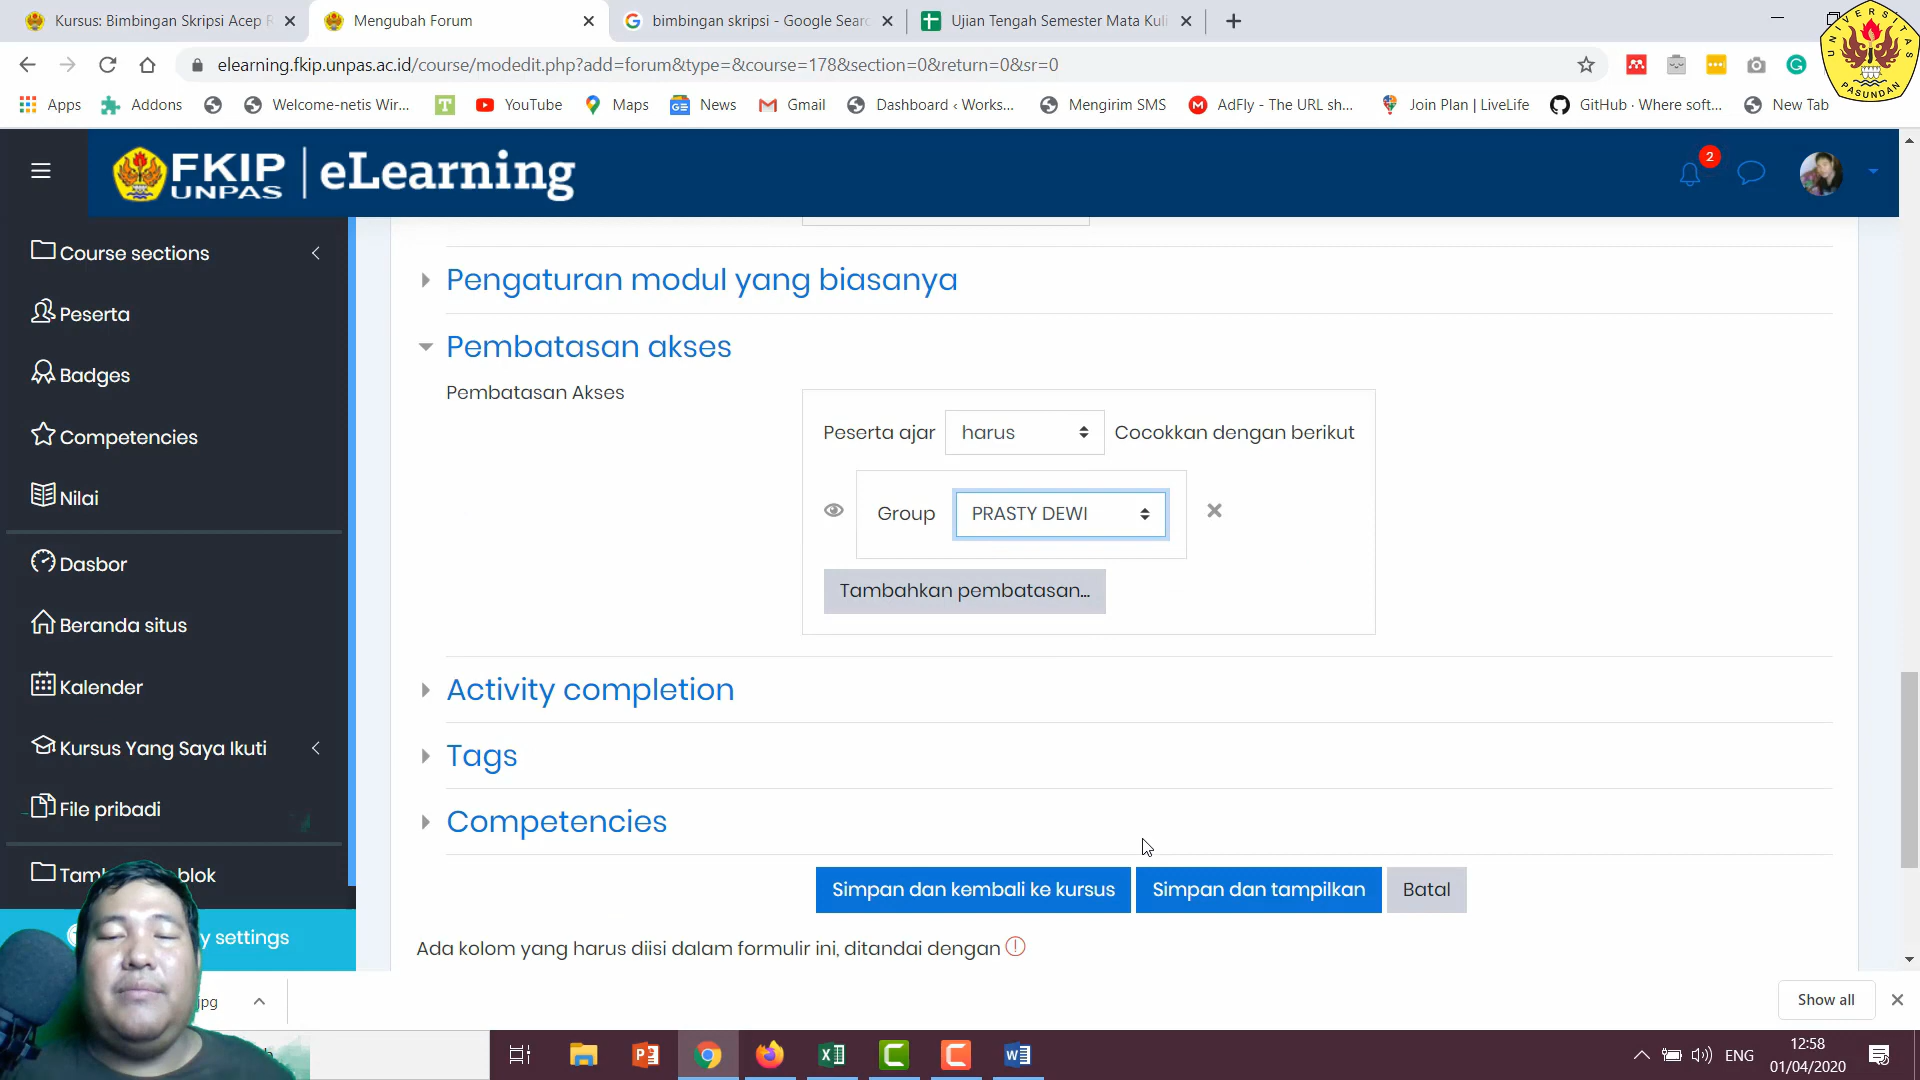 Kursus: Bimbingan Skripsi Acep R
Mengubah Forum
bimbingan skripsi - Google Sear
Ujian Tengah Semester Mata Kuli
elearning.fkip.unpas.ac.id/course/modedit.php?add=forum&type=&course=178&section=0&return=0&sr=0
Apps
Addons
Welcome-netis Wir...
YouTube
Maps
News
Gmail
Dashboard ‹ Works...
Mengirim SMS
AdFly - The URL sh...
Join Plan | LiveLife
GitHub · Where soft...
New Tab
UNIVERSITAS
PASUNDAN
FKIP
UNPAS
eLearning
2
Course sections
Peserta
Badges
Competencies
Nilai
Dasbor
Beranda situs
Kalender
Kursus Yang Saya Ikuti
File pribadi
blok
y settings
Pengaturan modul yang biasanya
Pembatasan akses
Pembatasan Akses
Peserta ajar
harus
Cocokkan dengan berikut
Group
PRASTY DEWI
Tambahkan pembatasan...
Activity completion
Tags
Competencies
Simpan dan kembali ke kursus
Simpan dan tampilkan
Batal
Ada kolom yang harus diisi dalam formulir ini, ditandai dengan
jpg
Show all
ENG
12:58
01/04/2020